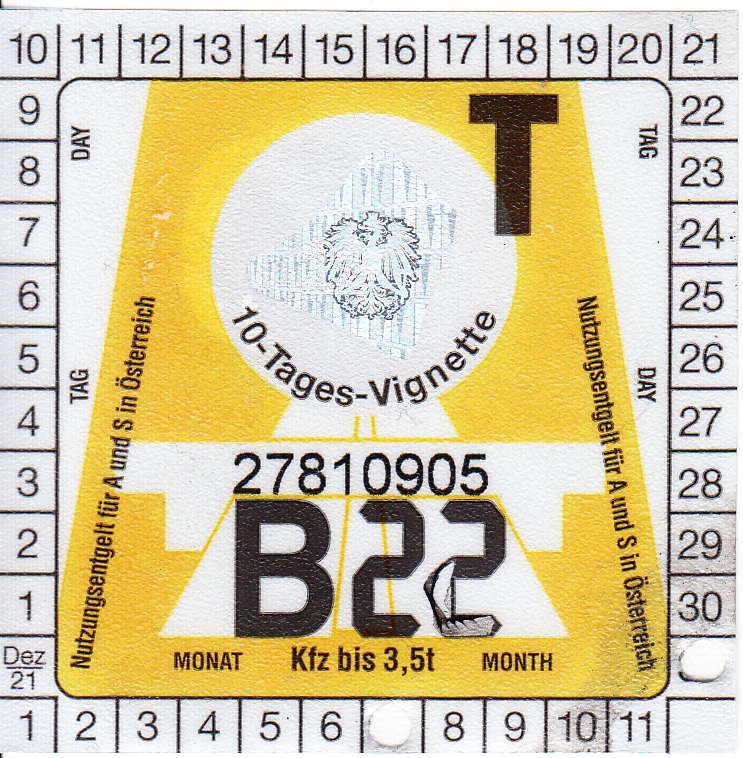 10 11 12 13 14 15 16 17 18 19 20 21
9 22
T
DAY
TAG
8 23
7 24
6 25
5 26
4 27
3 28
2 29
1 30
10-Tages-Vignette
Nutzungsentgelt für A und S in Österreich
Nutzungsentgelt für A und S in Österreich
TAG
DAY
27810905
B22
MONAT Kfz bis 3,5t MONTH
Dez
21
1 2 3 4 5 6 8 9 10 11